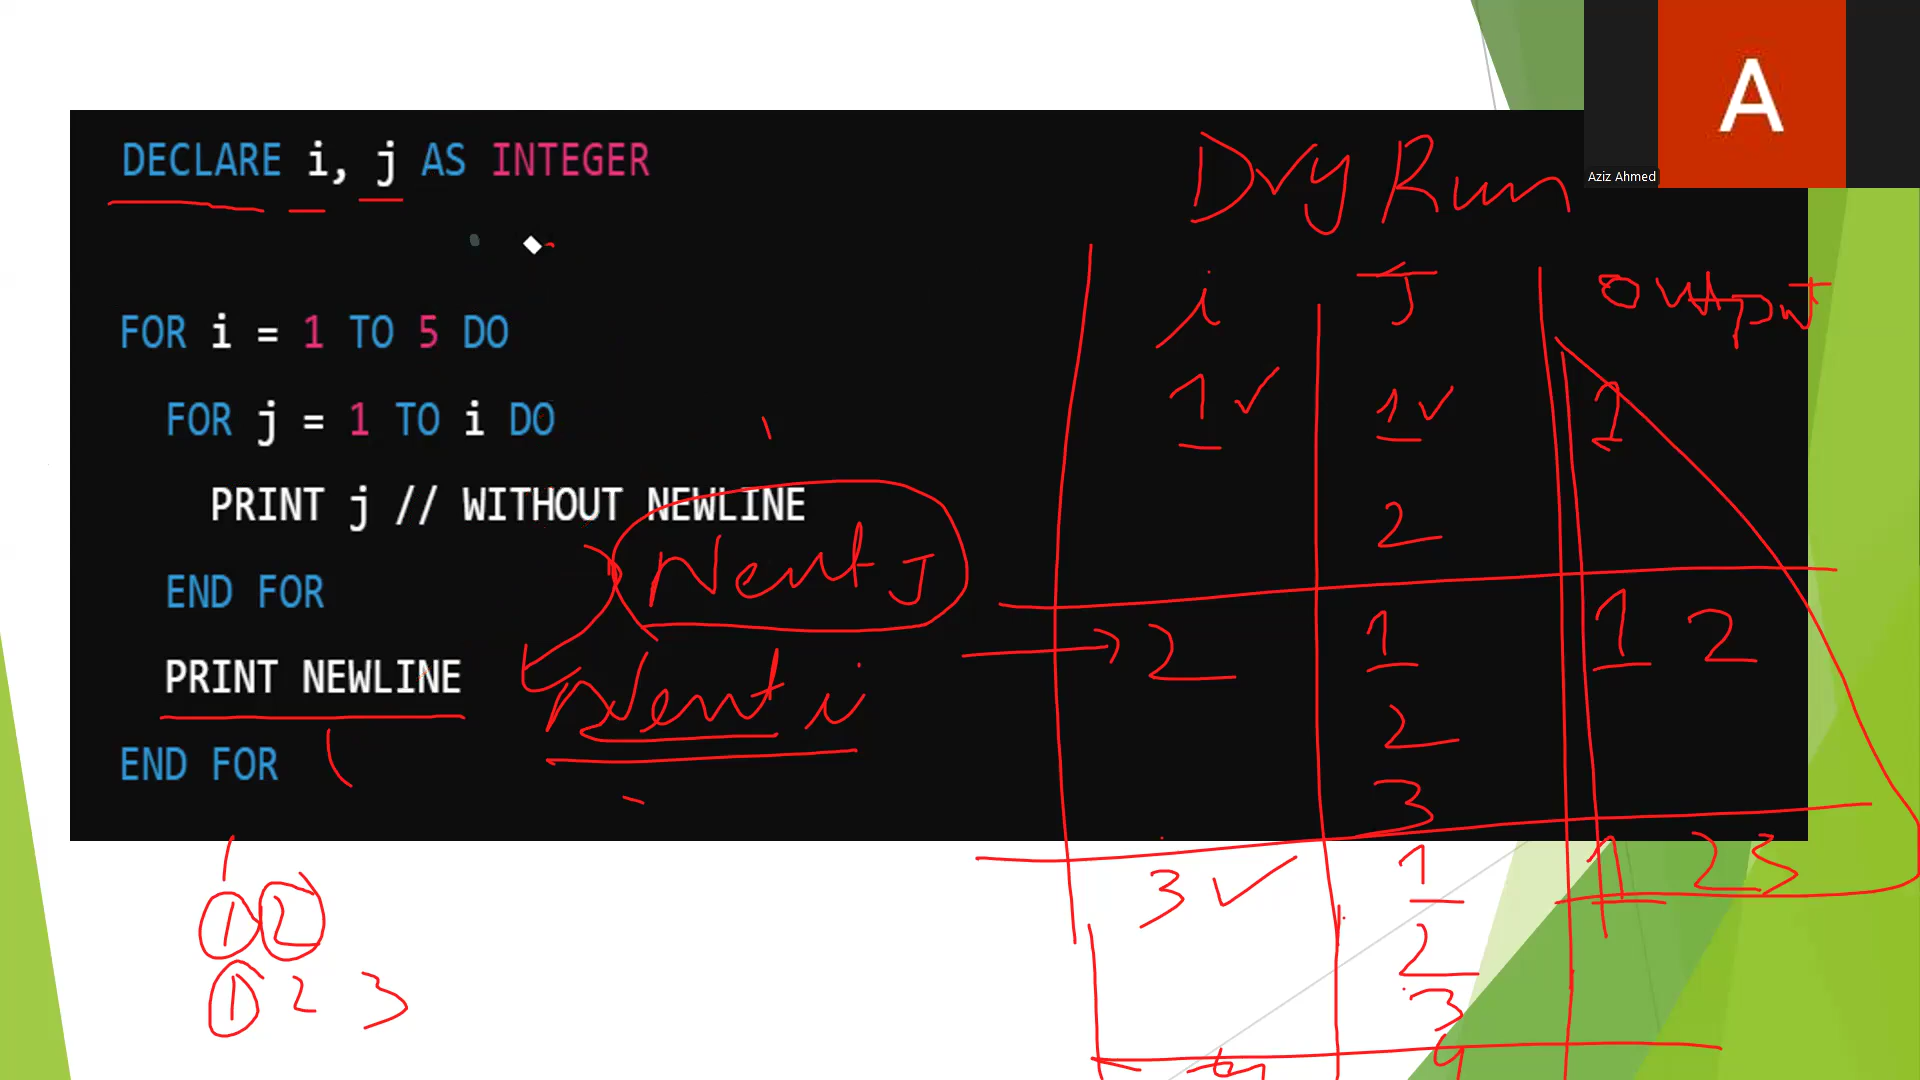 A
Aziz Ahmed
DECLARE i, j AS INTEGER
FOR i = 1 TO 5 DO
FOR j = 1 TO i DO
PRINT j // WITHOUT NEWLINE
END FOR
PRINT NEWLINE
END FOR
Next J
Next i
1
1 2
1 2 3
Dry Run
i J output
1 1 1
2
2 1 1 2
2
3
3 1 1 2 3
2
3
4